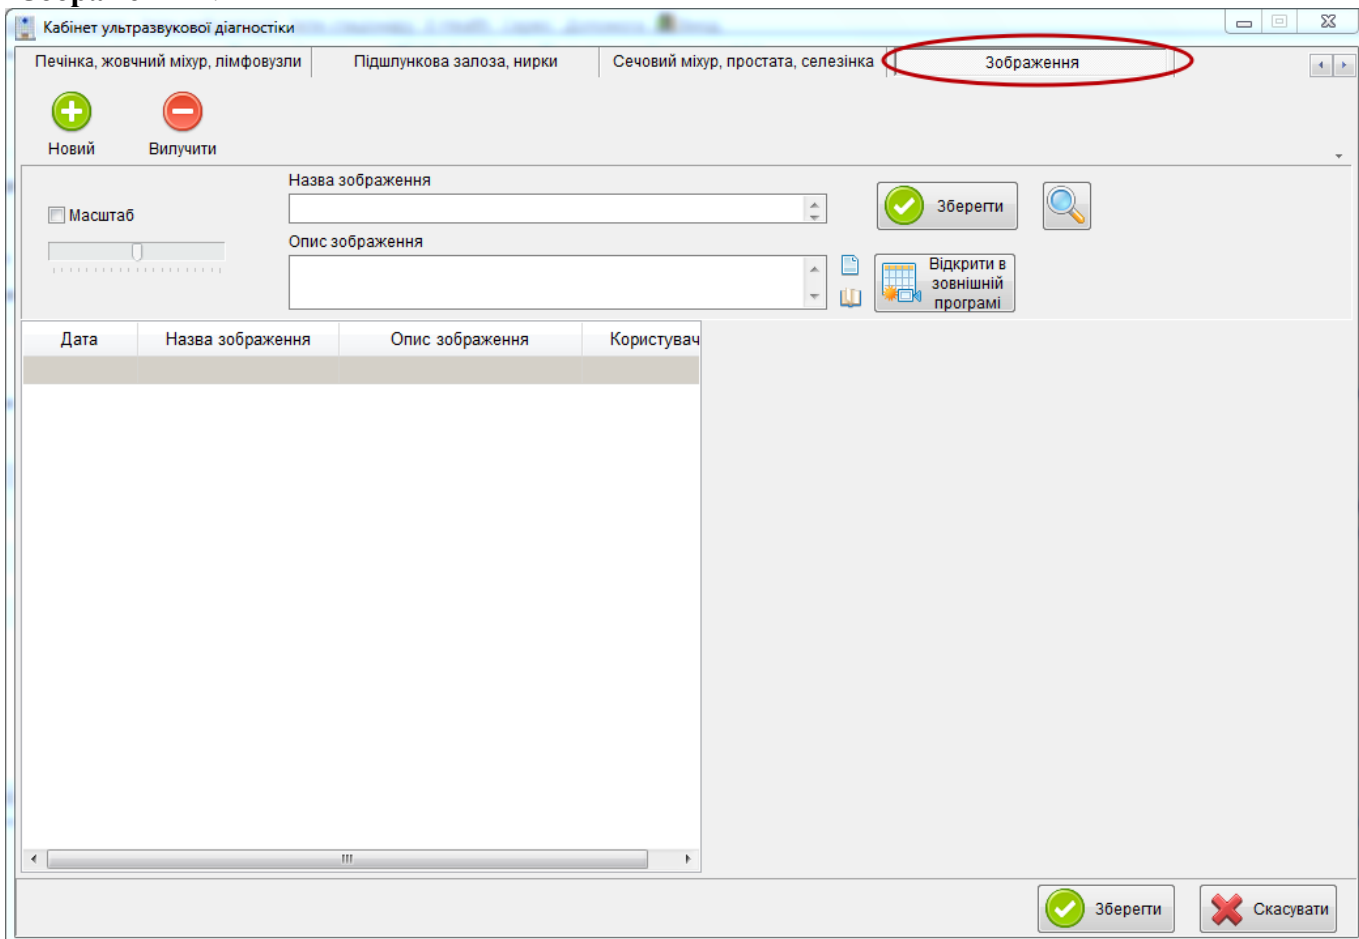 Кабінет ультразвукової діагностики
Печінка, жовчний міхур, лімфовузли Підшлункова залоза, нирки Сечовий міхур, простата, селезінка Зображення
Новий Вилучити
Назва зображення
Масштаб
Зберегти
Опис зображення
Відкрити в
зовнішній
програмі
Дата Назва зображення Опис зображення Користувач
Зберегти Скасувати